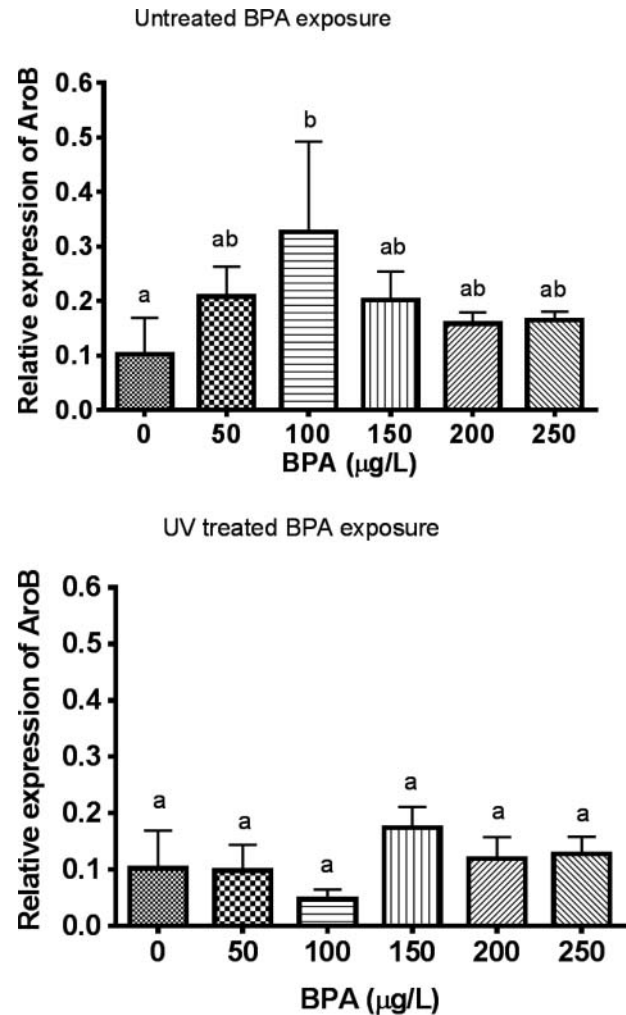 Untreated BPA exposure
Relative expression of AroB
0.6
0.5
0.4
0.3
0.2
0.1
0.0
a
ab
b
ab
ab
ab
0 50 100 150 200 250
BPA (µg/L)
UV treated BPA exposure
Relative expression of AroB
0.6
0.5
0.4
0.3
0.2
0.1
0.0
a
a
a
a
a
a
0 50 100 150 200 250
BPA (µg/L)